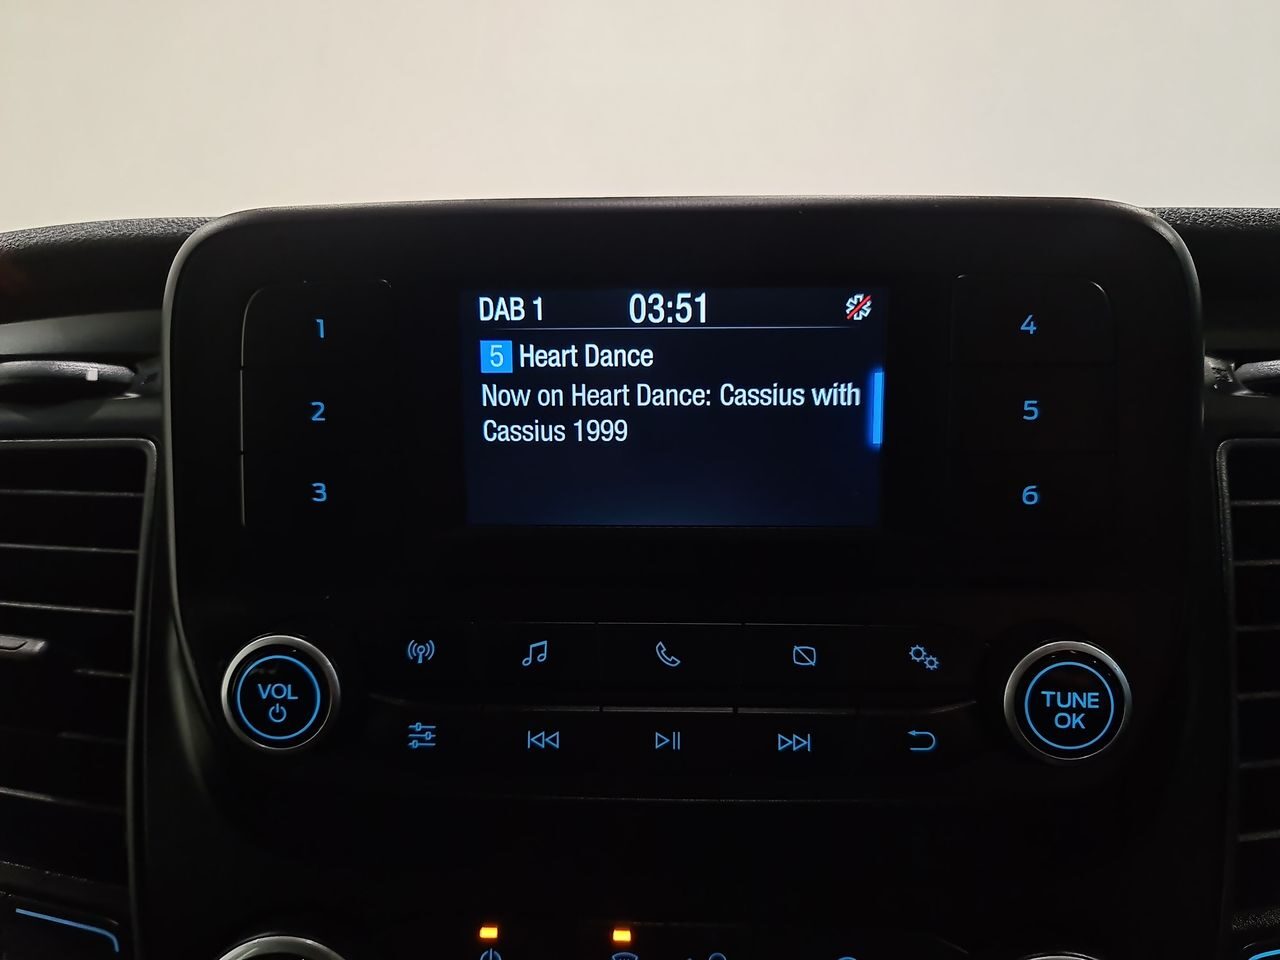 DAB 1 03:51
5 Heart Dance
Now on Heart Dance: Cassius with
Cassius 1999
1
2
3
4
5
6
VOL
TUNE
OK